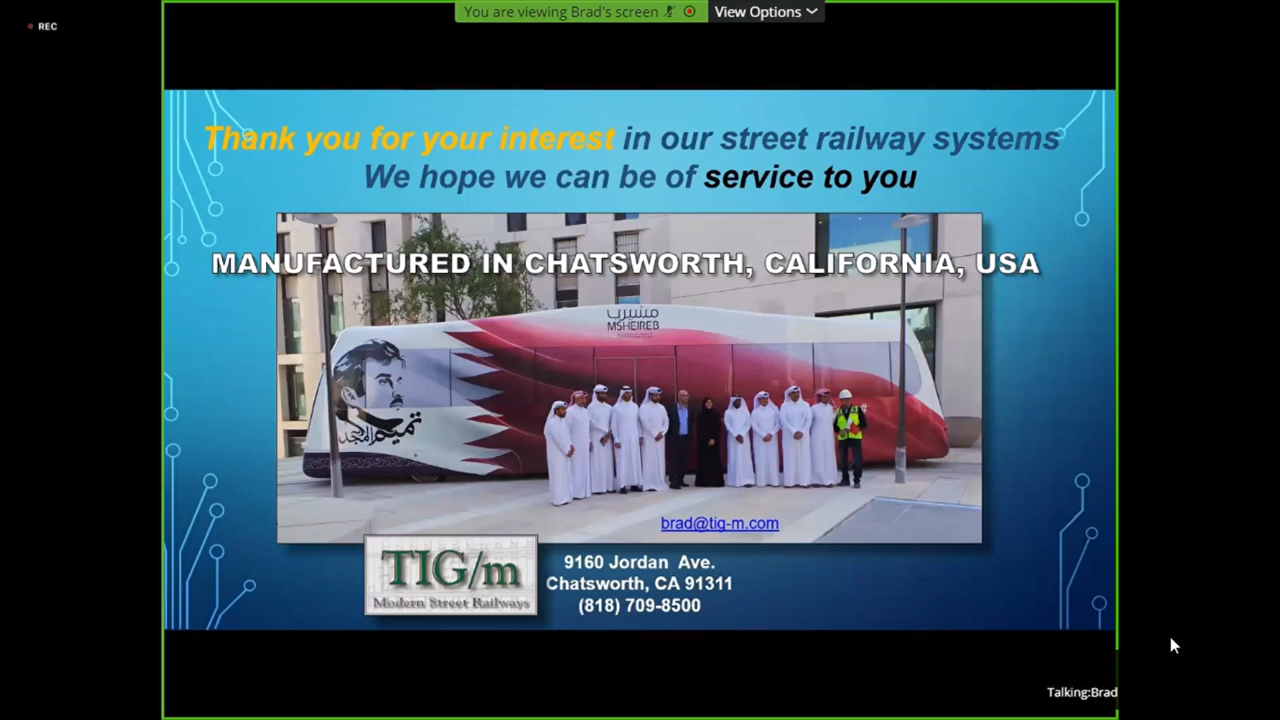 You are viewing Brad's screen
View Options
REC
Thank you for your interest in our street railway systems
We hope we can be of service to you
MANUFACTURED IN CHATSWORTH, CALIFORNIA, USA
مشيرب
MSHEIREB
تميم المجد
brad@tig-m.com
TIG/m
Modern Street Railways
9160 Jordan Ave.
Chatsworth, CA 91311
(818) 709-8500
Talking:Brad